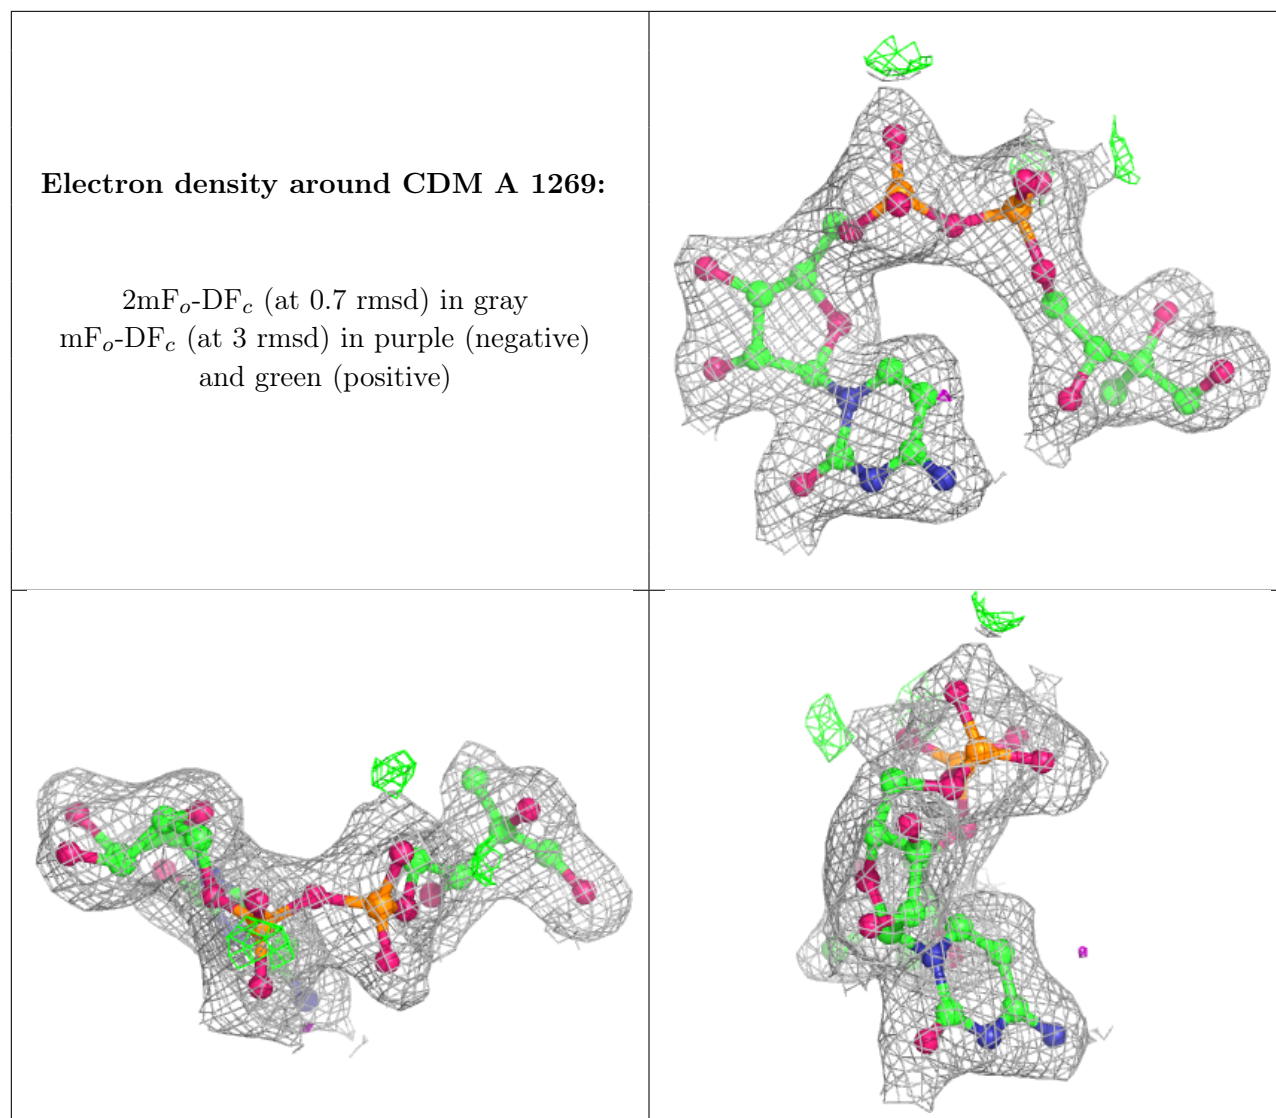 Electron density around CDM A 1269:
2mFo-DFc (at 0.7 rmsd) in gray
mFo-DFc (at 3 rmsd) in purple (negative)
and green (positive)